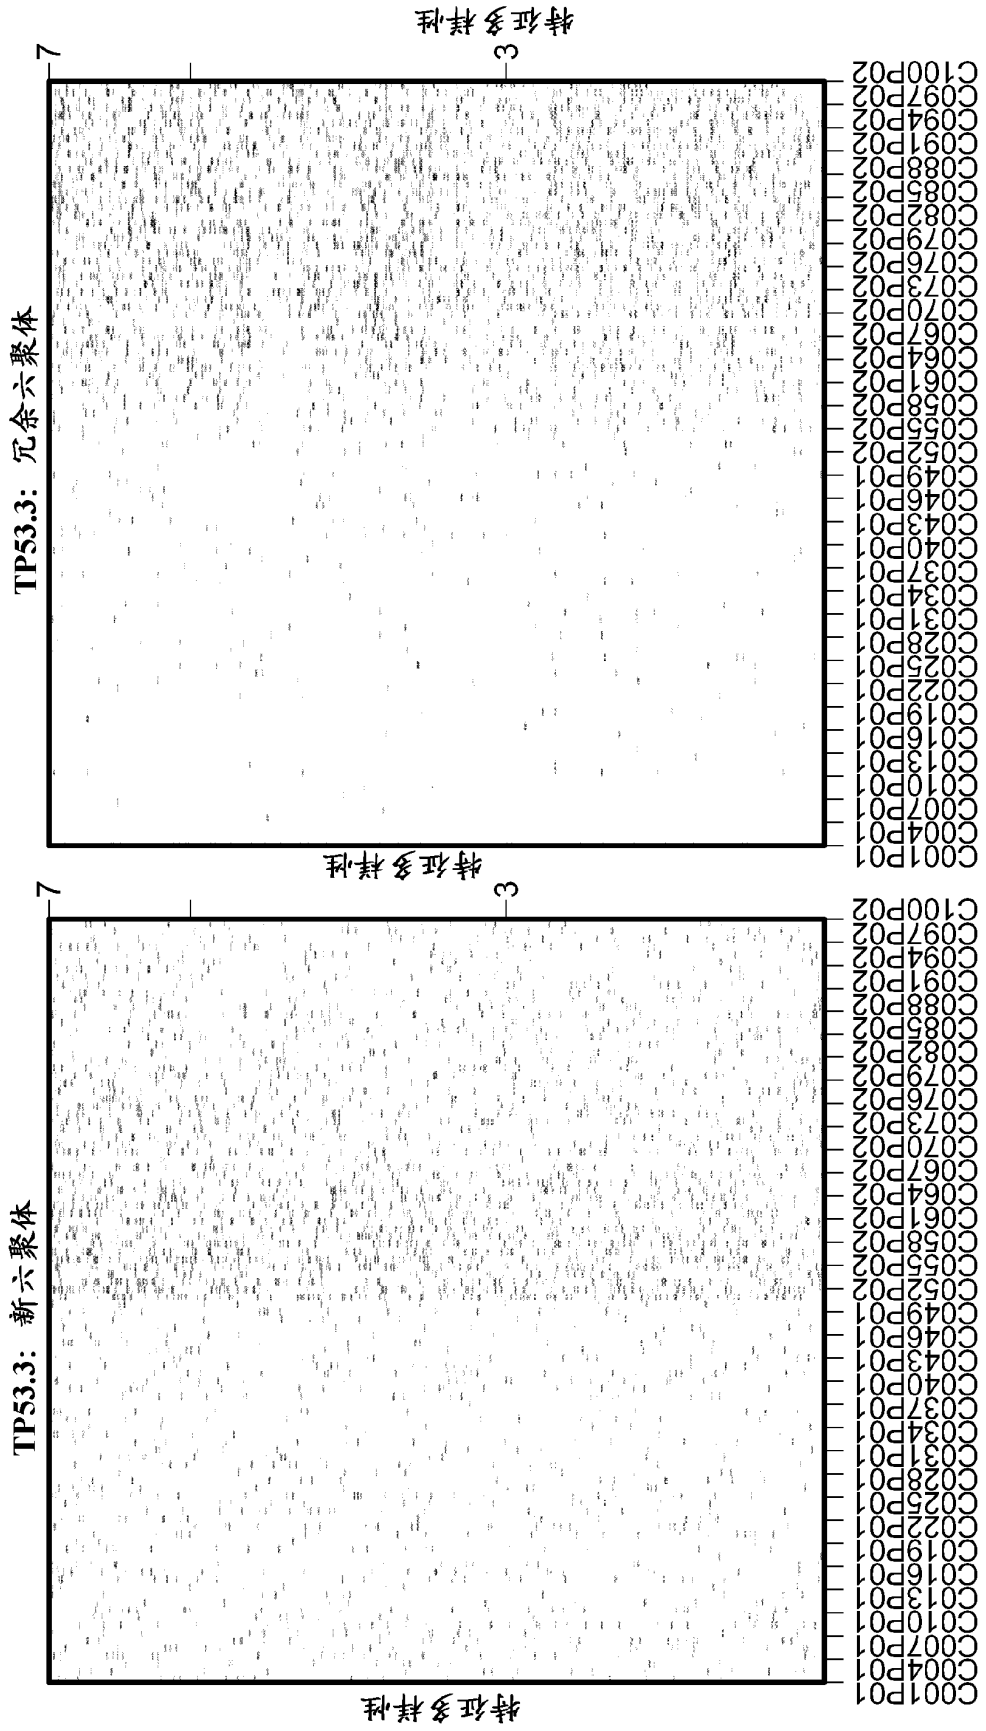 TP53.3: 新六聚体
特征多样性
7
3
C001P01
C004P01
C007P01
C010P01
C013P01
C016P01
C019P01
C022P01
C025P01
C028P01
C031P01
C034P01
C037P01
C040P01
C043P01
C046P01
C049P01
C052P02
C055P02
C058P02
C061P02
C064P02
C067P02
C070P02
C073P02
C076P02
C079P02
C082P02
C085P02
C088P02
C091P02
C094P02
C097P02
C100P02
TP53.3: 冗余六聚体
特征多样性
7
3
特征多样性
C001P01
C004P01
C007P01
C010P01
C013P01
C016P01
C019P01
C022P01
C025P01
C028P01
C031P01
C034P01
C037P01
C040P01
C043P01
C046P01
C049P01
C052P02
C055P02
C058P02
C061P02
C064P02
C067P02
C070P02
C073P02
C076P02
C079P02
C082P02
C085P02
C088P02
C091P02
C094P02
C097P02
C100P02